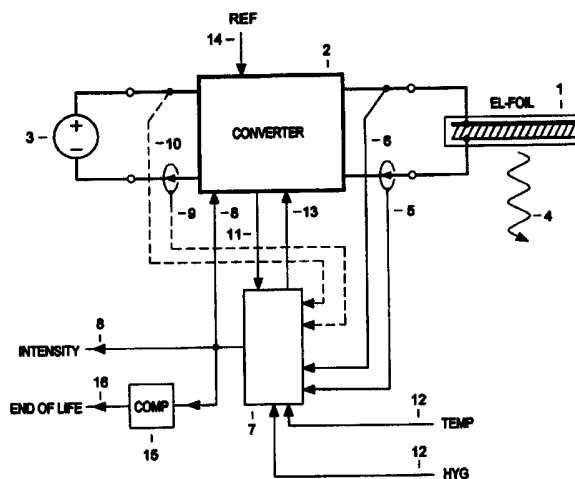 REF
14
2
1
EL-FOIL
3
+
−
CONVERTER
10
6
9
8
13
5
4
11
8
INTENSITY
16
END OF LIFE
COMP
15
7
12
TEMP
12
HYG